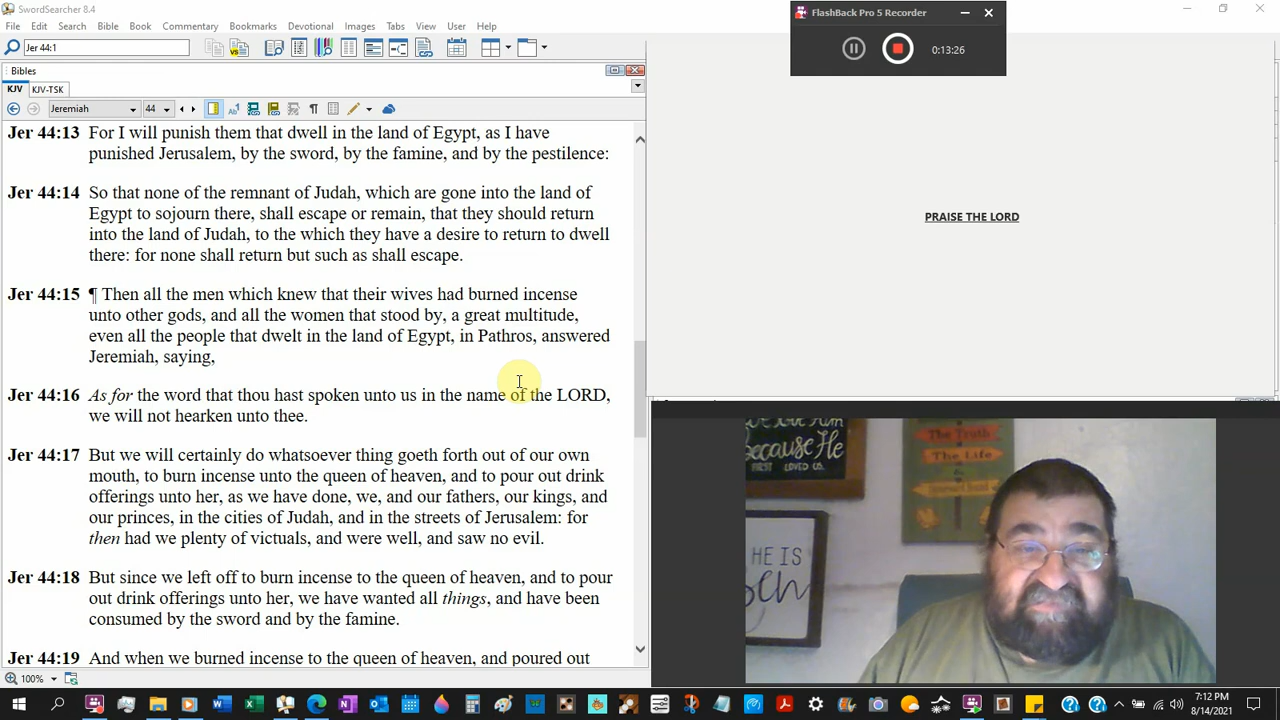 SwordSearcher 8.4
File Edit Search Bible Book Commentary Bookmarks Devotional Images Tabs View User Help
Jer 44:1
Bibles
KJV KJV-TSK
Jeremiah 44
Jer 44:13 For I will punish them that dwell in the land of Egypt, as I have
punished Jerusalem, by the sword, by the famine, and by the pestilence:
Jer 44:14 So that none of the remnant of Judah, which are gone into the land of
Egypt to sojourn there, shall escape or remain, that they should return
into the land of Judah, to the which they have a desire to return to dwell
there: for none shall return but such as shall escape.
Jer 44:15 ¶ Then all the men which knew that their wives had burned incense
unto other gods, and all the women that stood by, a great multitude,
even all the people that dwelt in the land of Egypt, in Pathros, answered
Jeremiah, saying,
Jer 44:16 As for the word that thou hast spoken unto us in the name of the LORD,
we will not hearken unto thee.
Jer 44:17 But we will certainly do whatsoever thing goeth forth out of our own
mouth, to burn incense unto the queen of heaven, and to pour out drink
offerings unto her, as we have done, we, and our fathers, our kings, and
our princes, in the cities of Judah, and in the streets of Jerusalem: for
then had we plenty of victuals, and were well, and saw no evil.
Jer 44:18 But since we left off to burn incense to the queen of heaven, and to pour
out drink offerings unto her, we have wanted all things, and have been
consumed by the sword and by the famine.
Jer 44:19 And when we burned incense to the queen of heaven, and poured out
100%
FlashBack Pro 5 Recorder
0:13:26
PRAISE THE LORD
we love Him
because He
FIRST LOVED US.
The Truth
The Life
HE IS
7:12 PM
8/14/2021